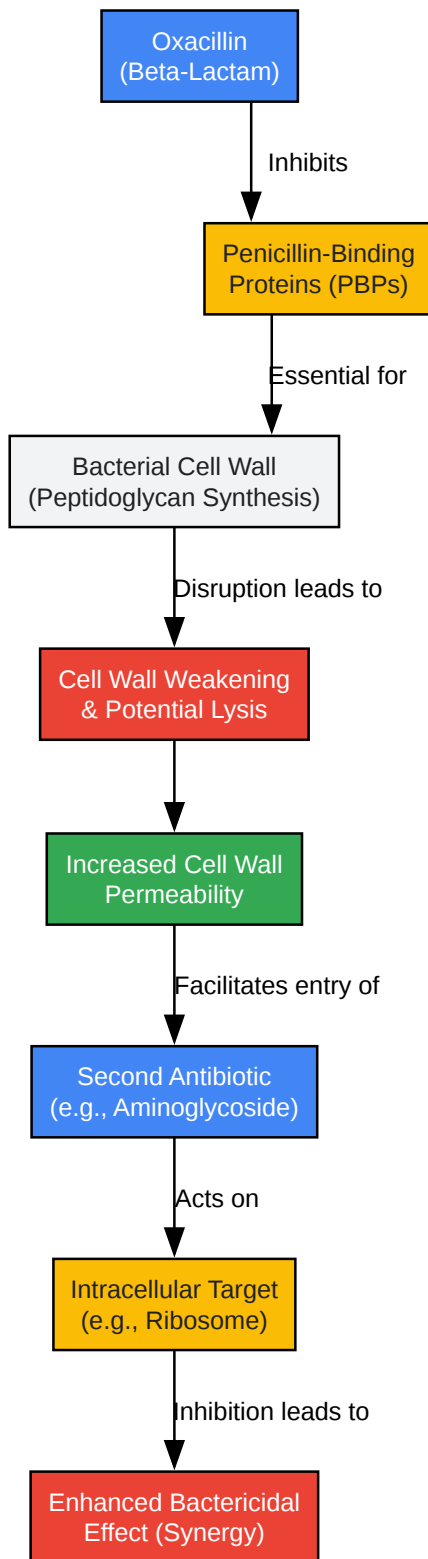 Oxacillin
(Beta-Lactam)
Inhibits
Penicillin-Binding
Proteins (PBPs)
Essential for
Bacterial Cell Wall
(Peptidoglycan Synthesis)
Disruption leads to
Cell Wall Weakening
& Potential Lysis
Increased Cell Wall
Permeability
Facilitates entry of
Second Antibiotic
(e.g., Aminoglycoside)
Acts on
Intracellular Target
(e.g., Ribosome)
Inhibition leads to
Enhanced Bactericidal
Effect (Synergy)